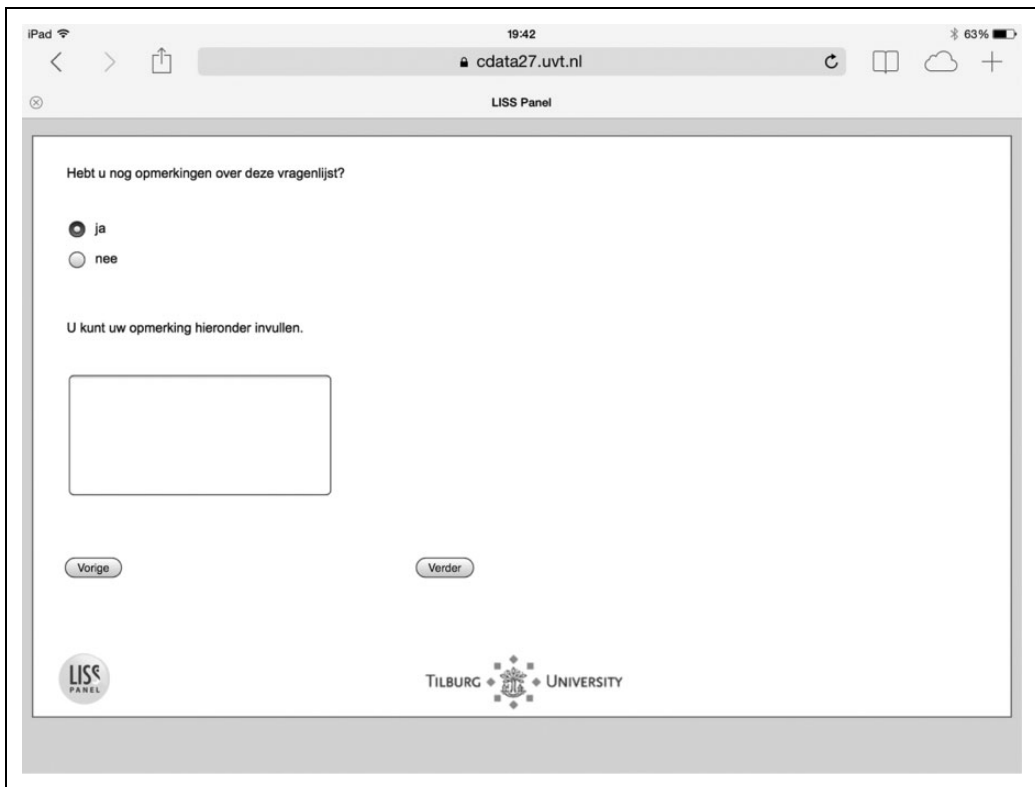 iPad 19:42 63%
cdata27.uvt.nl
LISS Panel
Hebt u nog opmerkingen over deze vragenlijst?
ja
nee
U kunt uw opmerking hieronder invullen.
Vorige Verder
LISS
PANEL
TILBURG UNIVERSITY